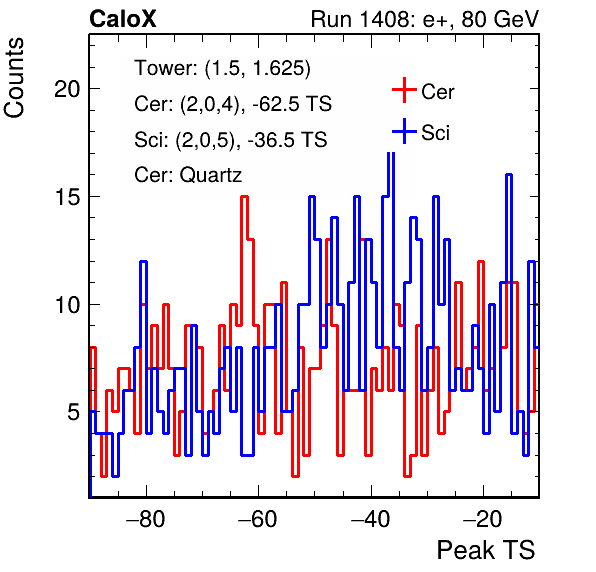 CaloX Run 1408: e+, 80 GeV
Counts
Tower: (1.5, 1.625)
Cer: (2,0,4), -62.5 TS
Sci: (2,0,5), -36.5 TS
Cer: Quartz
Cer
Sci
20
15
10
5
−80 −60 −40 −20
Peak TS